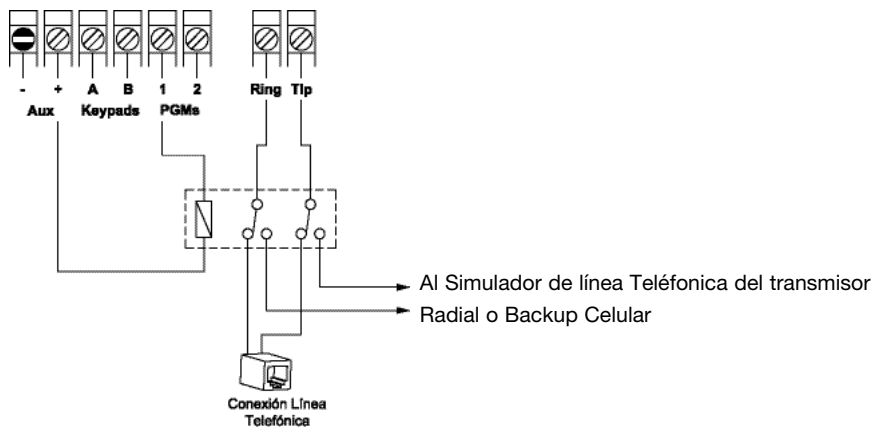 - + A B 1 2 Ring Tip
Aux Keypads PGMs
Al Simulador de línea Teléfonica del transmisor
Radial o Backup Celular
Conexión Línea
Telefónica